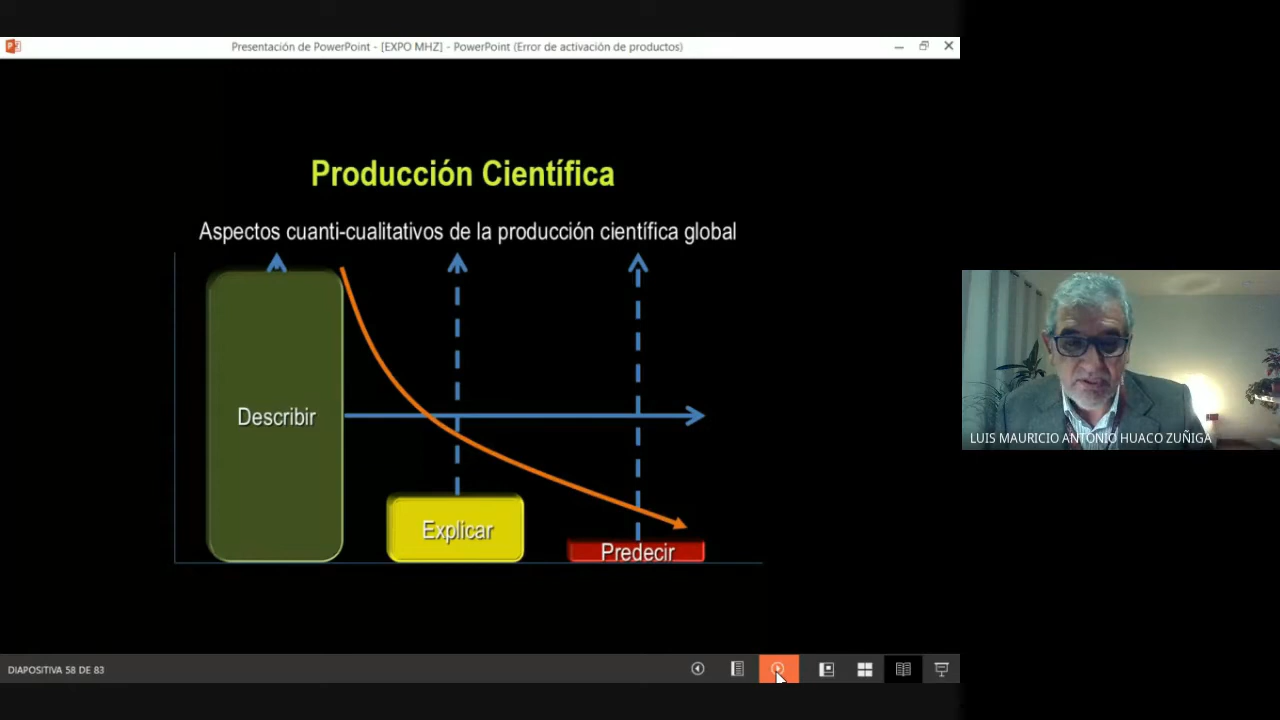 Presentación de PowerPoint - [EXPO MHZ] - PowerPoint (Error de activación de productos)
Producción Científica
Aspectos cuanti-cualitativos de la producción científica global
Describir
Explicar
Predecir
LUIS MAURICIO ANTONIO HUACO ZUÑIGA
DIAPOSITIVA 58 DE 83